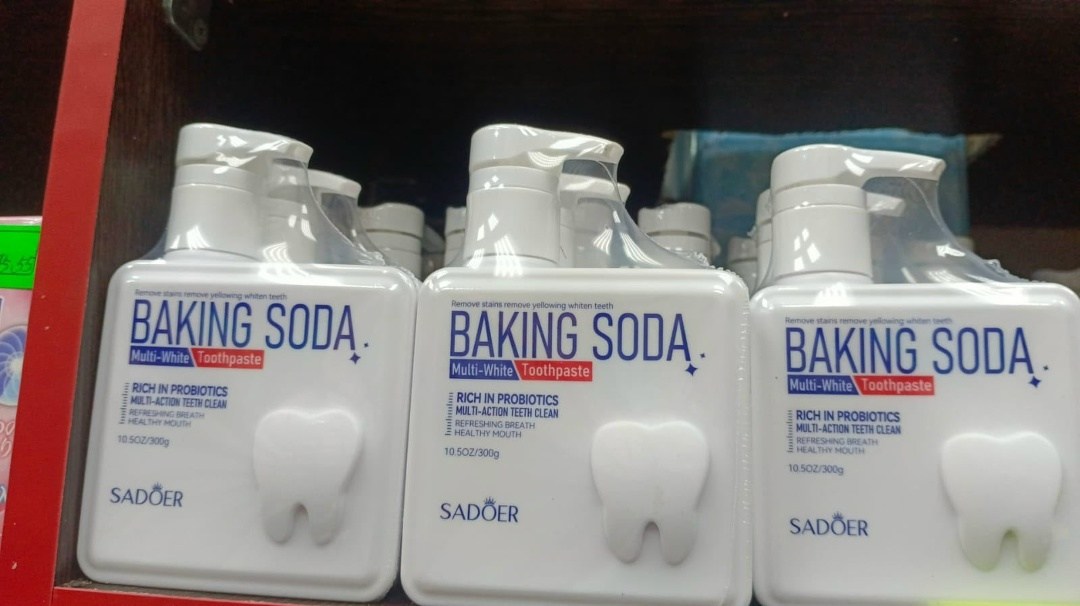 Remove stains remove yellowing whiten teeth
BAKING SODA
Multi-White Toothpaste
RICH IN PROBIOTICS
MULTI-ACTION TEETH CLEAN
REFRESHING BREATH
HEALTHY MOUTH
10.5OZ/300g
SADOER
Remove stains remove yellowing whiten teeth
BAKING SODA
Multi-White Toothpaste
RICH IN PROBIOTICS
MULTI-ACTION TEETH CLEAN
REFRESHING BREATH
HEALTHY MOUTH
10.5OZ/300g
SADOER
Remove stains remove yellowing whiten teeth
BAKING SODA
Multi-White Toothpaste
RICH IN PROBIOTICS
MULTI-ACTION TEETH CLEAN
REFRESHING BREATH
HEALTHY MOUTH
10.5OZ/300g
SADOER